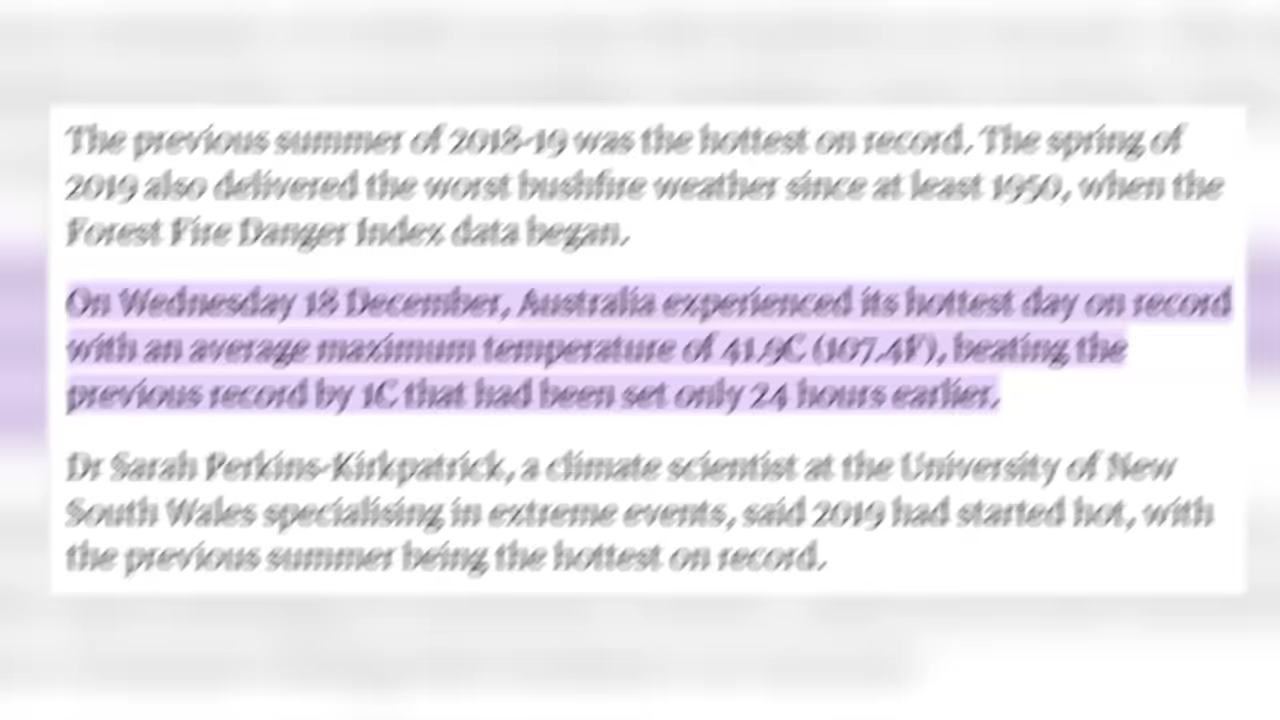 The previous summer of 2018-19 was the hottest on record. The spring of
2019 also delivered the worst bushfire weather since at least 1950, when the
Forest Fire Danger Index data began.
On Wednesday 18 December, Australia experienced its hottest day on record
with an average maximum temperature of 41.9C (107.4F), beating the
previous record by 1C that had been set only 24 hours earlier.
Dr Sarah Perkins-Kirkpatrick, a climate scientist at the University of New
South Wales specialising in extreme events, said 2019 had started hot, with
the previous summer being the hottest on record.